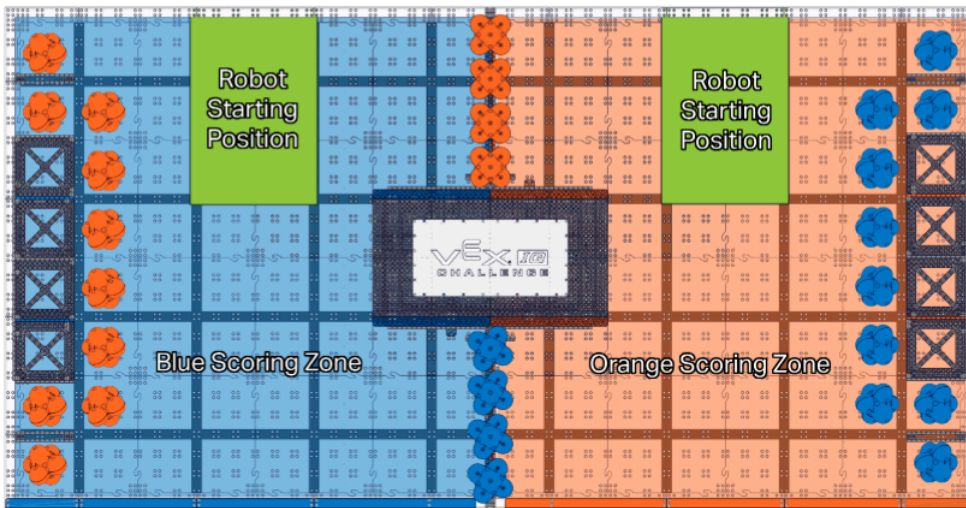 Robot
Starting
Position
Robot
Starting
Position
VEX IQ
CHALLENGE
Blue Scoring Zone
Orange Scoring Zone